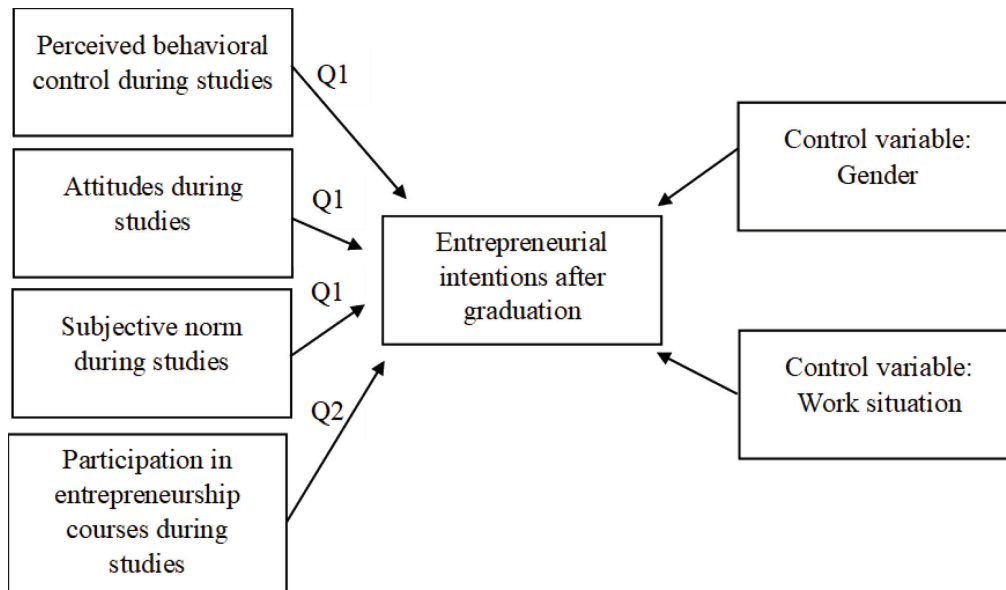 Perceived behavioral
control during studies
Q1
Attitudes during
studies
Q1
Subjective norm
during studies
Q1
Participation in
entrepreneurship
courses during
studies
Q2
Entrepreneurial
intentions after
graduation
Control variable:
Gender
Control variable:
Work situation